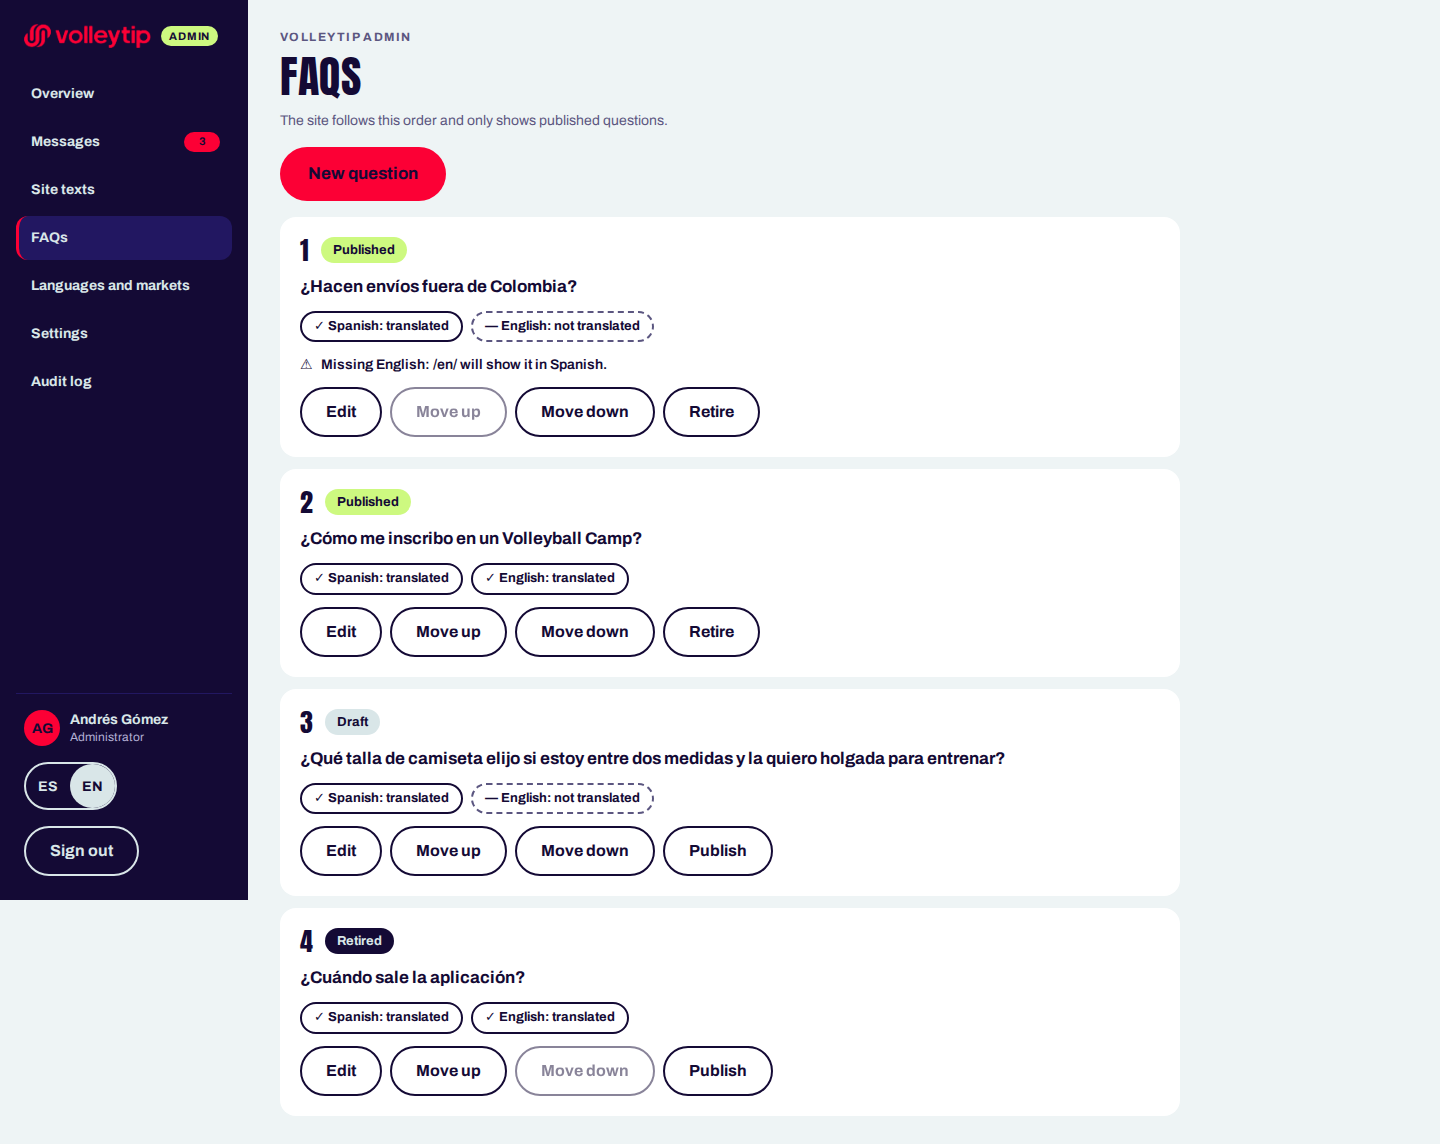 volleytip ADMIN
Overview
Messages 3
Site texts
FAQs
Languages and markets
Settings
Audit log
AG Andrés Gómez
Administrator
ES EN
Sign out
VOLLEYTIP ADMIN
FAQS
The site follows this order and only shows published questions.
New question
1 Published
¿Hacen envíos fuera de Colombia?
✓ Spanish: translated — English: not translated
⚠ Missing English: /en/ will show it in Spanish.
Edit Move up Move down Retire
2 Published
¿Cómo me inscribo en un Volleyball Camp?
✓ Spanish: translated ✓ English: translated
Edit Move up Move down Retire
3 Draft
¿Qué talla de camiseta elijo si estoy entre dos medidas y la quiero holgada para entrenar?
✓ Spanish: translated — English: not translated
Edit Move up Move down Publish
4 Retired
¿Cuándo sale la aplicación?
✓ Spanish: translated ✓ English: translated
Edit Move up Move down Publish